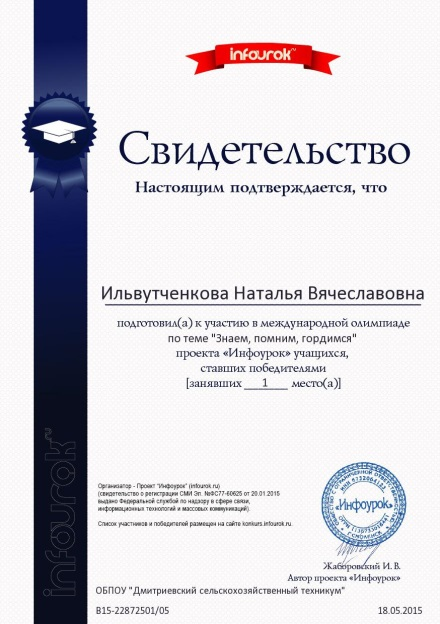 infourok™
Свидетельство
Настоящим подтверждается, что
Ильвутченкова Наталья Вячеславовна
подготовил(а) к участию в международной олимпиаде
по теме "Знаем, помним, гордимся"
проекта «Инфоурок» учащихся,
ставших победителями
[занявших ___1___ место(а)]
infourok™
Организатор - Проект "Инфоурок" (infourok.ru)
(свидетельство о регистрации СМИ Эл. №ФС77-60625 от 20.01.2015
выдано Федеральной службой по надзору в сфере связи,
информационных технологий и массовых коммуникаций).
Список участников и победителей размещен на сайте konkurs.infourok.ru.
«Инфоурок»
Жаборовский И. В.
Автор проекта «Инфоурок»
ОБПОУ "Дмитриевский сельскохозяйственный техникум"
В15-22872501/05
18.05.2015